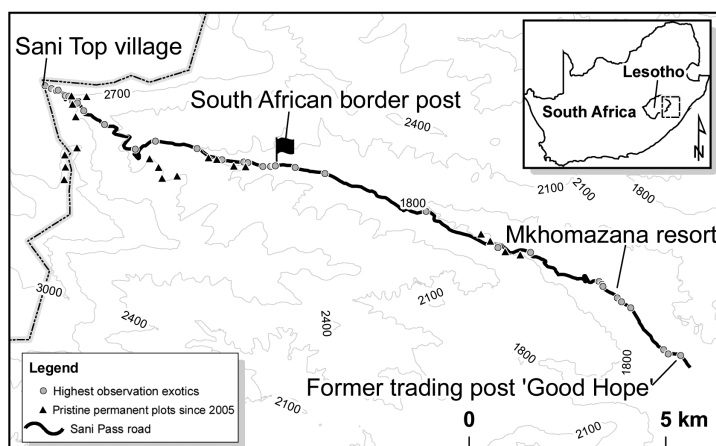 Sani Top village
2700
South African border post
2400
Lesotho
South Africa
N
3000
1800
2100
2100
1800
Mkhomazana resort
2100
2400
2400
1800
1800
2100
2100
Former trading post 'Good Hope'
Legend
Highest observation exotics
Pristine permanent plots since 2005
Sani Pass road
0 5 km